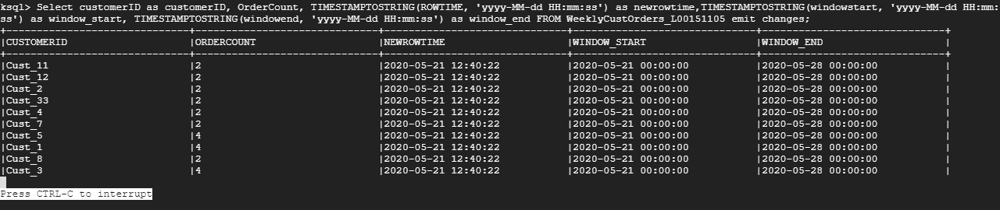 ksql> Select customerID as customerID, OrderCount, TIMESTAMPTOSTRING(ROWTIME, 'yyyy-MM-dd HH:mm:ss') as newrowtime,TIMESTAMPTOSTRING(windowstart, 'yyyy-MM-dd HH:mm:
ss') as window_start, TIMESTAMPTOSTRING(windowend, 'yyyy-MM-dd HH:mm:ss') as window_end FROM WeeklyCustOrders_L00151105 emit changes;
|CUSTOMERID |ORDERCOUNT |NEWROWTIME |WINDOW_START |WINDOW_END |
|Cust_11 |2 |2020-05-21 12:40:22 |2020-05-21 00:00:00 |2020-05-28 00:00:00 |
|Cust_12 |2 |2020-05-21 12:40:22 |2020-05-21 00:00:00 |2020-05-28 00:00:00 |
|Cust_2 |2 |2020-05-21 12:40:22 |2020-05-21 00:00:00 |2020-05-28 00:00:00 |
|Cust_33 |2 |2020-05-21 12:40:22 |2020-05-21 00:00:00 |2020-05-28 00:00:00 |
|Cust_4 |2 |2020-05-21 12:40:22 |2020-05-21 00:00:00 |2020-05-28 00:00:00 |
|Cust_7 |2 |2020-05-21 12:40:22 |2020-05-21 00:00:00 |2020-05-28 00:00:00 |
|Cust_5 |4 |2020-05-21 12:40:22 |2020-05-21 00:00:00 |2020-05-28 00:00:00 |
|Cust_1 |4 |2020-05-21 12:40:22 |2020-05-21 00:00:00 |2020-05-28 00:00:00 |
|Cust_8 |2 |2020-05-21 12:40:22 |2020-05-21 00:00:00 |2020-05-28 00:00:00 |
|Cust_3 |4 |2020-05-21 12:40:22 |2020-05-21 00:00:00 |2020-05-28 00:00:00 |
Press CTRL-C to interrupt